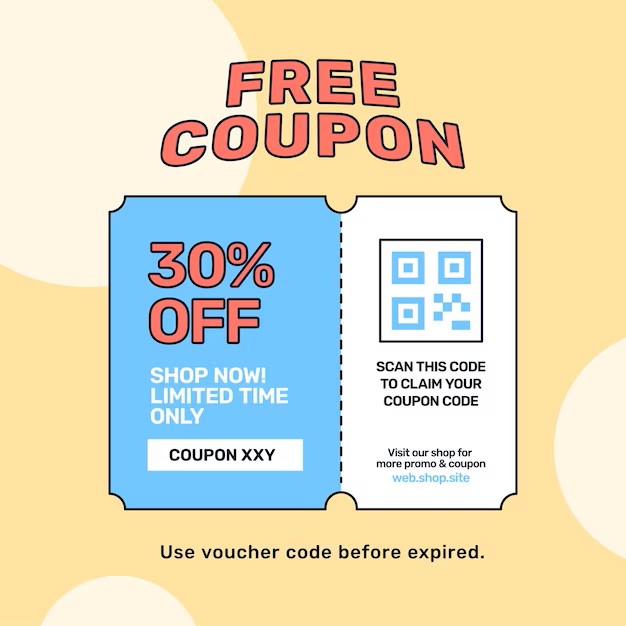 FREE
COUPON
30%
OFF
SHOP NOW!
LIMITED TIME
ONLY
COUPON XXY
SCAN THIS CODE
TO CLAIM YOUR
COUPON CODE
Visit our shop for
more promo & coupon
web.shop.site
Use voucher code before expired.